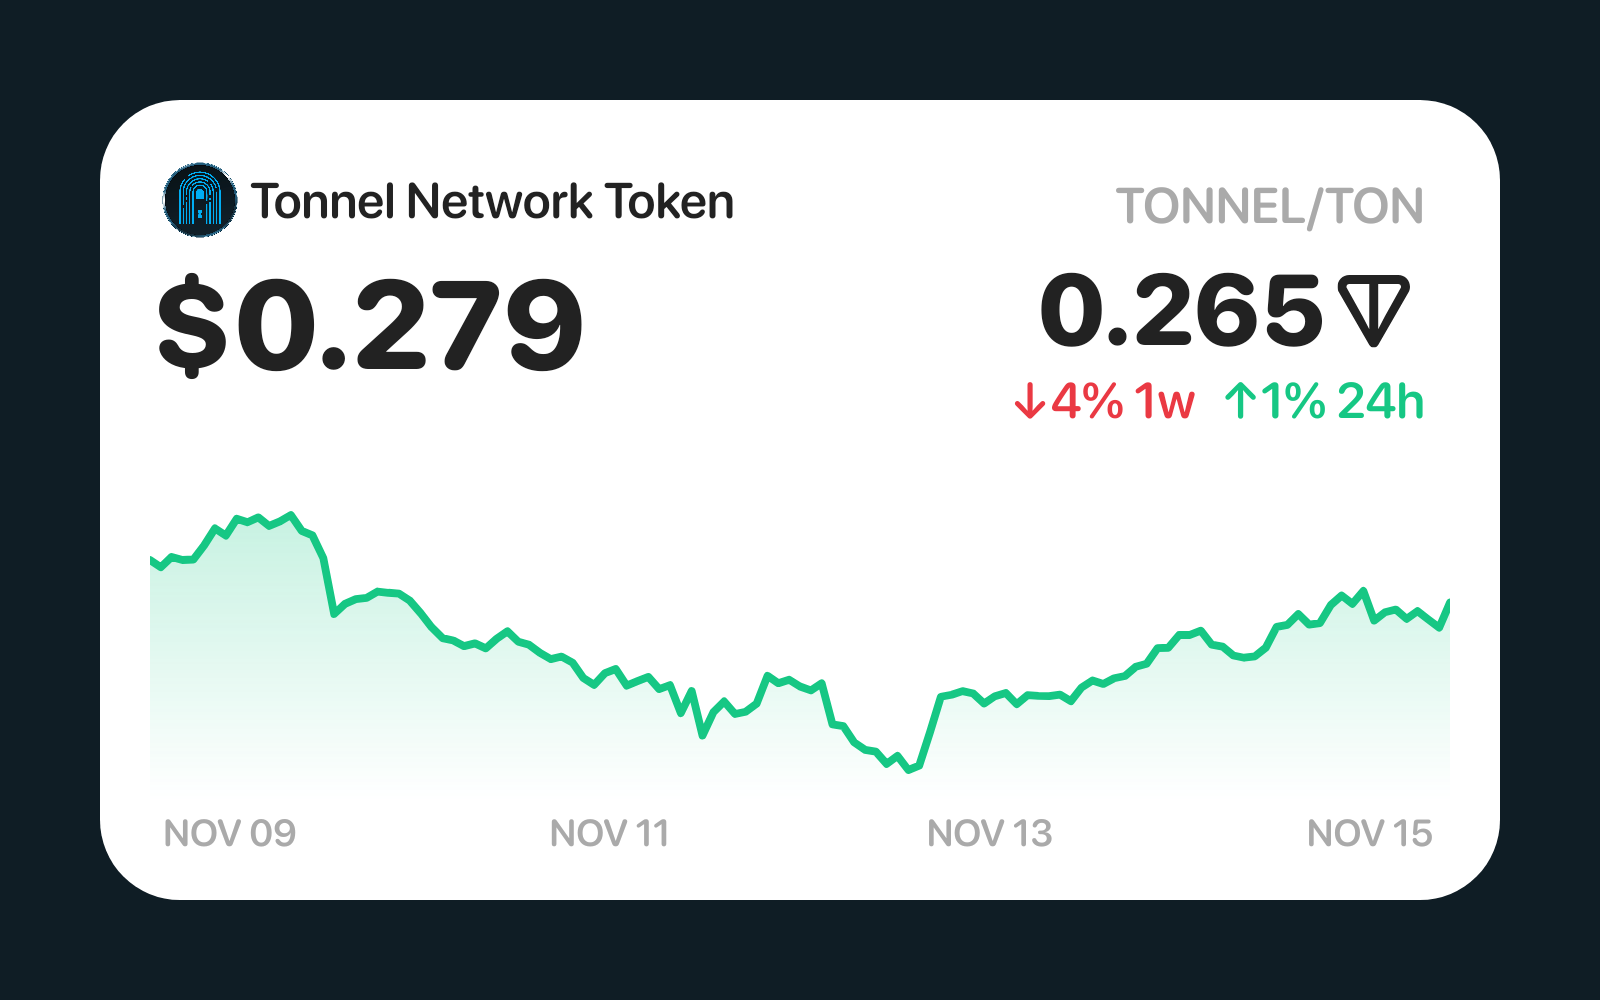 Tonnel Network Token
TONNEL/TON
$0.279
0.265
↓4% 1w ↑1% 24h
NOV 09 NOV 11 NOV 13 NOV 15